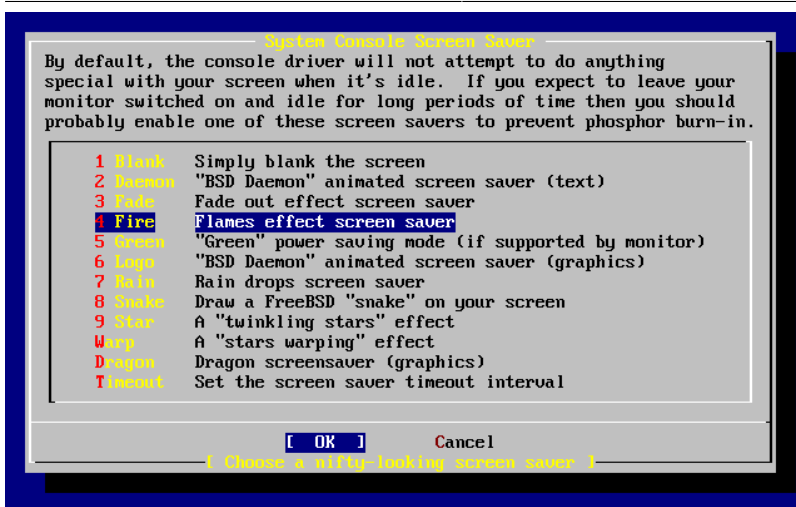 System Console Screen Saver
By default, the console driver will not attempt to do anything
special with your screen when it's idle.  If you expect to leave your
monitor switched on and idle for long periods of time then you should
probably enable one of these screen savers to prevent phosphor burn-in.
1 Blank Simply blank the screen
2 Daemon "BSD Daemon" animated screen saver (text)
3 Fade Fade out effect screen saver
4 Fire Flames effect screen saver
5 Green "Green" power saving mode (if supported by monitor)
6 Logo "BSD Daemon" animated screen saver (graphics)
7 Rain Rain drops screen saver
8 Snake Draw a FreeBSD "snake" on your screen
9 Star A "twinkling stars" effect
Warp A "stars warping" effect
Dragon Dragon screensaver (graphics)
Timeout Set the screen saver timeout interval
[ OK ] Cancel
[ Choose a nifty-looking screen saver ]